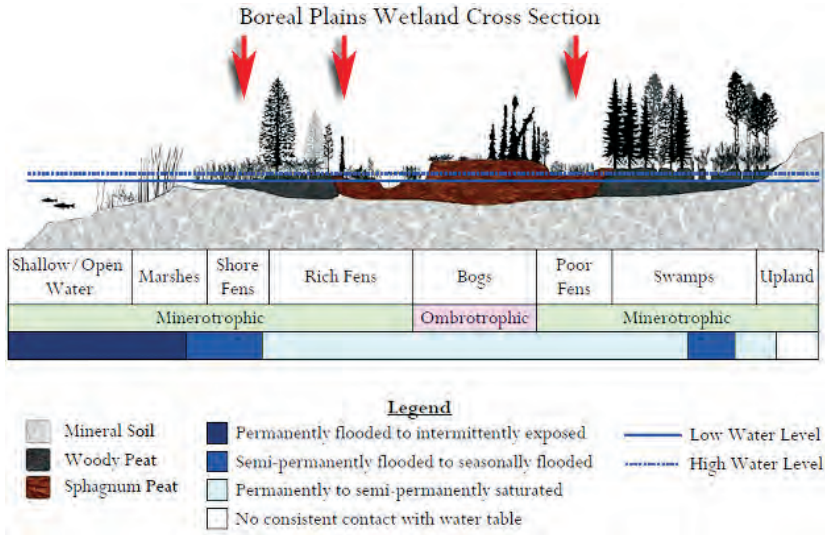 Boreal Plains Wetland Cross Section
Shallow/Open
Water
Marshes
Shore
Fens
Rich Fens
Bogs
Poor
Fens
Swamps
Upland
Minerotrophic
Ombrotrophic
Minerotrophic
Legend
Mineral Soil
Woody Peat
Sphagnum Peat
Permanently flooded to intermittently exposed
Semi-permanently flooded to seasonally flooded
Permanently to semi-permanently saturated
No consistent contact with water table
Low Water Level
High Water Level